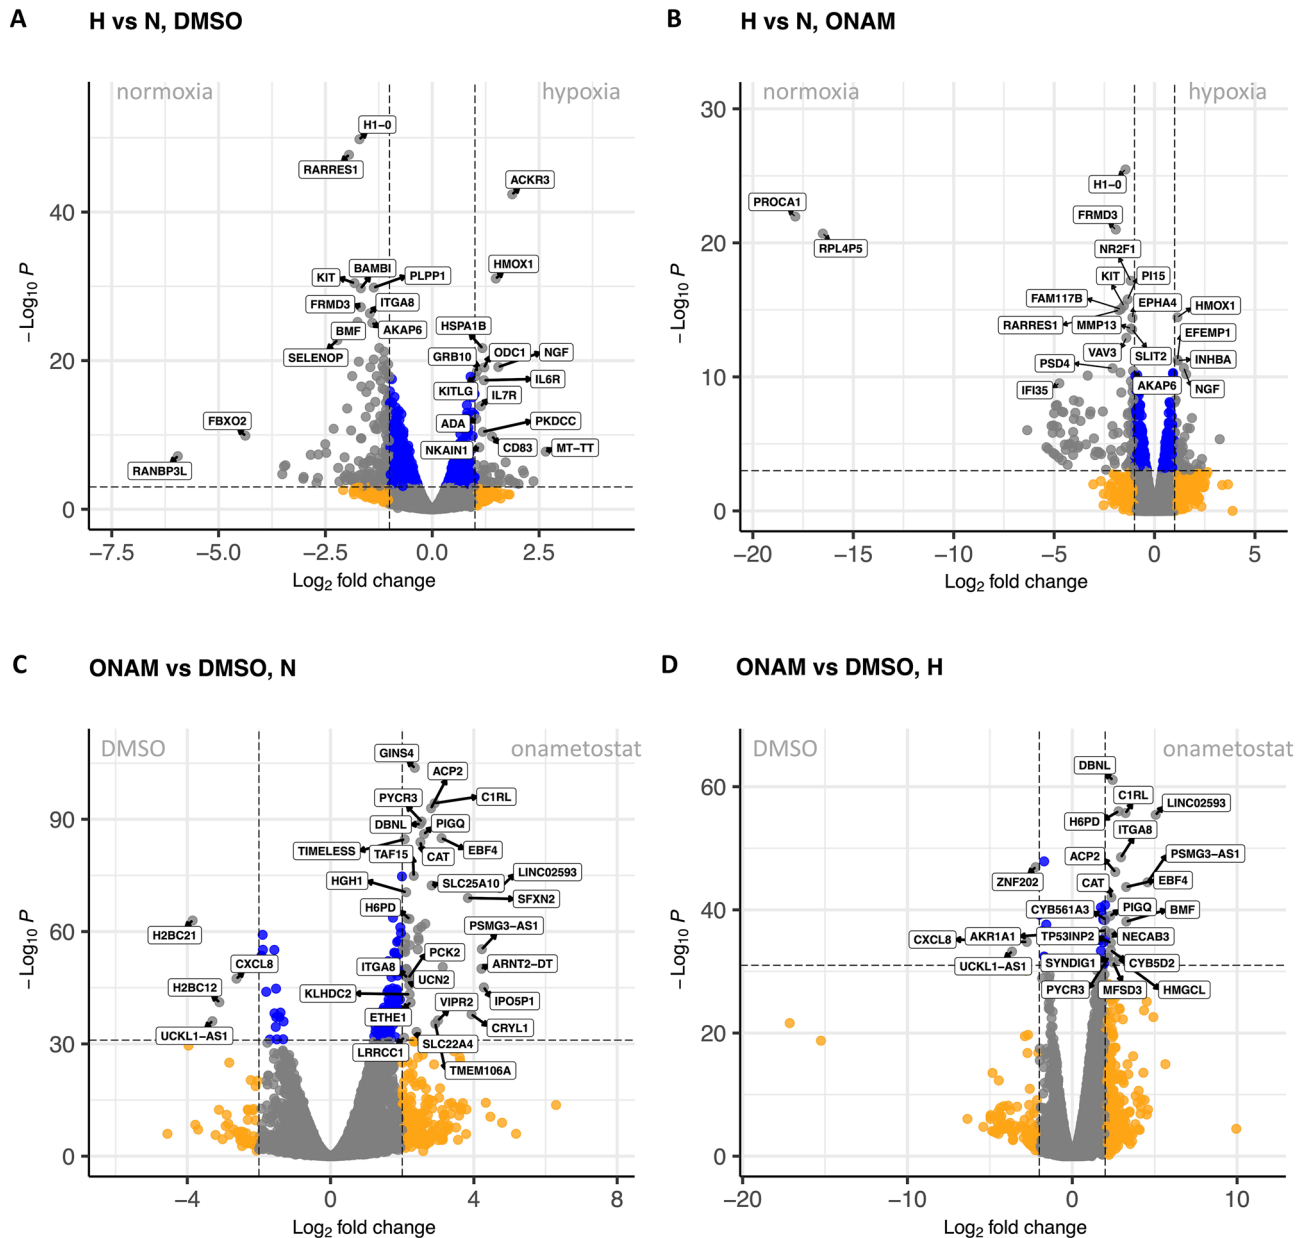 A
H vs N, DMSO
normoxia
hypoxia
H1−0
RARRES1
ACKR3
HMOX1
BAMBI
KIT
PLPP1
FRMD3
ITGA8
BMF
AKAP6
HSPA1B
SELENOP
GRB10
ODC1
NGF
KITLG
IL6R
IL7R
FBXO2
ADA
PKDCC
NKAIN1
CD83
MT−TT
RANBP3L
40
20
0
−7.5
−5.0
−2.5
0.0
2.5
−Log10 P
Log2 fold change
B
H vs N, ONAM
normoxia
hypoxia
PROCA1
RPL4P5
H1−0
FRMD3
NR2F1
KIT
PI15
FAM117B
EPHA4
HMOX1
RARRES1
MMP13
EFEMP1
VAV3
SLIT2
INHBA
PSD4
IFI35
AKAP6
NGF
30
20
10
0
−20
−15
−10
−5
0
5
−Log10 P
Log2 fold change
C
ONAM vs DMSO, N
DMSO
onametostat
GINS4
ACP2
PYCR3
C1RL
DBNL
PIGQ
TIMELESS
TAF15
CAT
EBF4
HGH1
SLC25A10
LINC02593
SFXN2
H6PD
PSMG3−AS1
H2BC21
CXCL8
ITGA8
PCK2
ARNT2−DT
UCN2
H2BC12
KLHDC2
VIPR2
IPO5P1
ETHE1
UCKL1−AS1
CRYL1
LRRCC1
SLC22A4
TMEM106A
90
60
30
0
−4
0
4
8
−Log10 P
Log2 fold change
D
ONAM vs DMSO, H
DMSO
onametostat
DBNL
C1RL
LINC02593
H6PD
ITGA8
ACP2
PSMG3−AS1
ZNF202
CAT
EBF4
CYB561A3
PIGQ
BMF
CXCL8
AKR1A1
TP53INP2
NECAB3
UCKL1−AS1
SYNDIG1
CYB5D2
PYCR3
MFSD3
HMGCL
60
40
20
0
−20
−10
0
10
−Log10 P
Log2 fold change